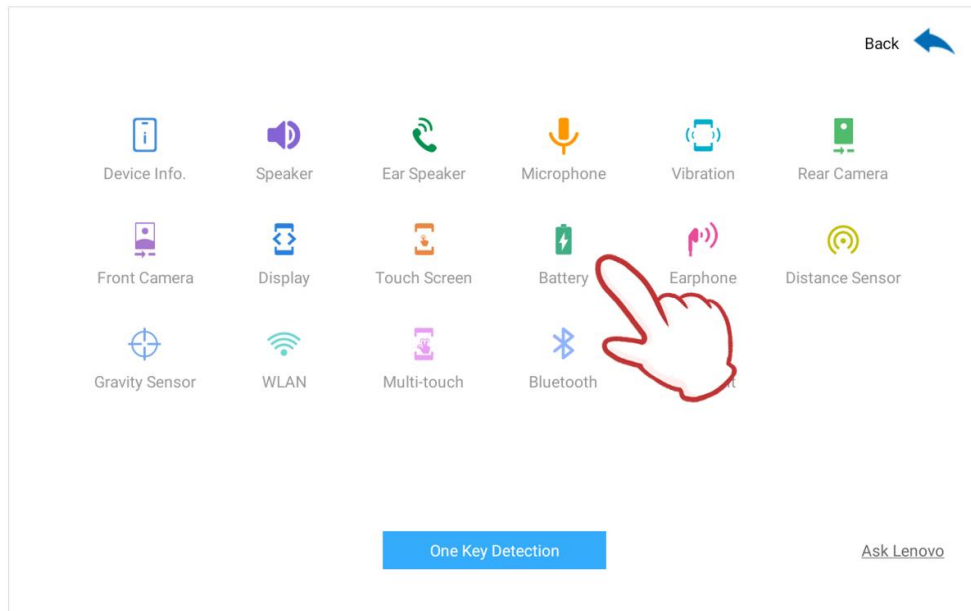 Back
Device Info. Speaker Ear Speaker Microphone Vibration Rear Camera
Front Camera Display Touch Screen Battery Earphone Distance Sensor
Gravity Sensor WLAN Multi-touch Bluetooth
One Key Detection Ask Lenovo